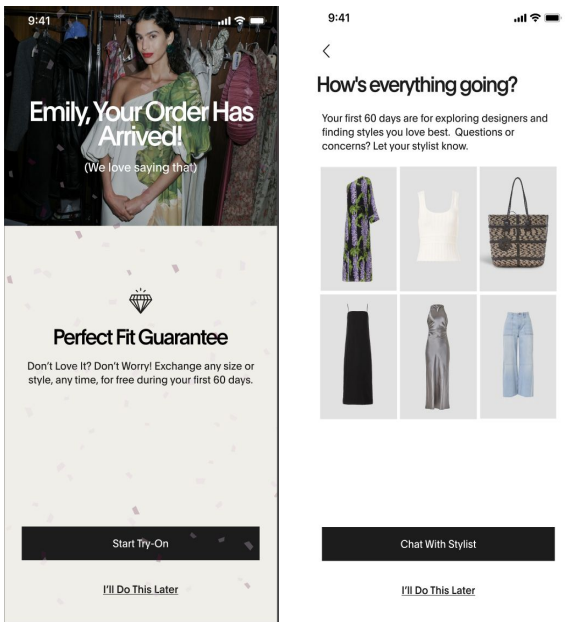 9:41
Emily, Your Order Has
Arrived!
(We love saying that)
Perfect Fit Guarantee
Don't Love It? Don't Worry! Exchange any size or
style, any time, for free during your first 60 days.
Start Try-On
I'll Do This Later
9:41
How's everything going?
Your first 60 days are for exploring designers and
finding styles you love best. Questions or
concerns? Let your stylist know.
Chat With Stylist
I'll Do This Later